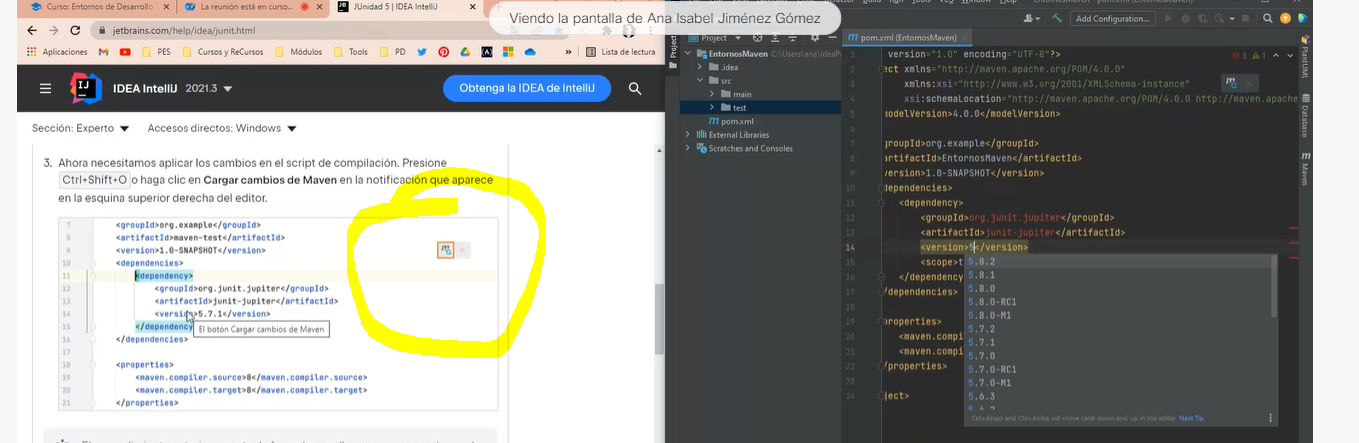 Curso: Entornos de Desarrollo
La reunión está en curso...
JUnidad 5 | IDEA IntelliJ
Viendo la pantalla de Ana Isabel Jiménez Gómez
jetbrains.com/help/idea/junit.html
Aplicaciones
PES
Cursos y ReCursos
Módulos
Tools
PD
»
Lista de lectura
IDEA IntelliJ 2021.3
Obtenga la IDEA de IntelliJ
Sección: Experto
Accesos directos: Windows
3. Ahora necesitamos aplicar los cambios en el script de compilación. Presione
Ctrl+Shift+O o haga clic en Cargar cambios de Maven en la notificación que aparece
en la esquina superior derecha del editor.
7 <groupId>org.example</groupId>
8 <artifactId>maven-test</artifactId>
9 <version>1.0-SNAPSHOT</version>
10 <dependencies>
11 <dependency>
12 <groupId>org.junit.jupiter</groupId>
13 <artifactId>junit-jupiter</artifactId>
14 <version>5.7.1</version>
15 </dependency>
El botón Cargar cambios de Maven
16 </dependencies>
17
18 <properties>
19 <maven.compiler.source>8</maven.compiler.source>
20 <maven.compiler.target>8</maven.compiler.target>
21 </properties>
Add Configuration...
Project
Project
EntornosMaven
.idea
src
main
test
pom.xml
External Libraries
Scratches and Consoles
pom.xml (EntornosMaven)
1 version="1.0" encoding="UTF-8"?>
2 ect xmlns="http://maven.apache.org/POM/4.0.0"
3 xmlns:xsi="http://www.w3.org/2001/XMLSchema-instance"
4 xsi:schemaLocation="http://maven.apache.org/POM/4.0.0 http://maven.apache
5 modelVersion>4.0.0</modelVersion>
6
7 groupId>org.example</groupId>
8 artifactId>EntornosMaven</artifactId>
9 version>1.0-SNAPSHOT</version>
10 dependencies>
11 <dependency>
12 <groupId>org.junit.jupiter</groupId>
13 <artifactId>junit-jupiter</artifactId>
14 <version>5</version>
15 <scope>t
16 </dependency
17 /dependencies>
19 properties>
20 <maven.compi
21 <maven.compi
22 /properties>
24 ject>
5.8.2
5.8.1
5.8.0
5.8.0-RC1
5.8.0-M1
5.7.2
5.7.1
5.7.0
5.7.0-RC1
5.7.0-M1
5.6.3
Ctrl+Abajo and Ctrl+Arriba will move caret down and up in the editor Next Tip
PlantUML
Database
Maven